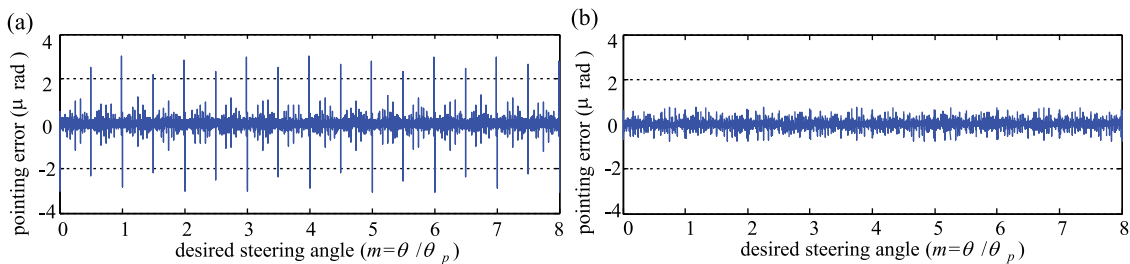 (a)
pointing error (μ rad)
4
2
0
-2
-4
0 1 2 3 4 5 6 7 8
desired steering angle (m=θ/θp)
(b)
pointing error (μ rad)
4
2
0
-2
-4
0 1 2 3 4 5 6 7 8
desired steering angle (m=θ/θp)